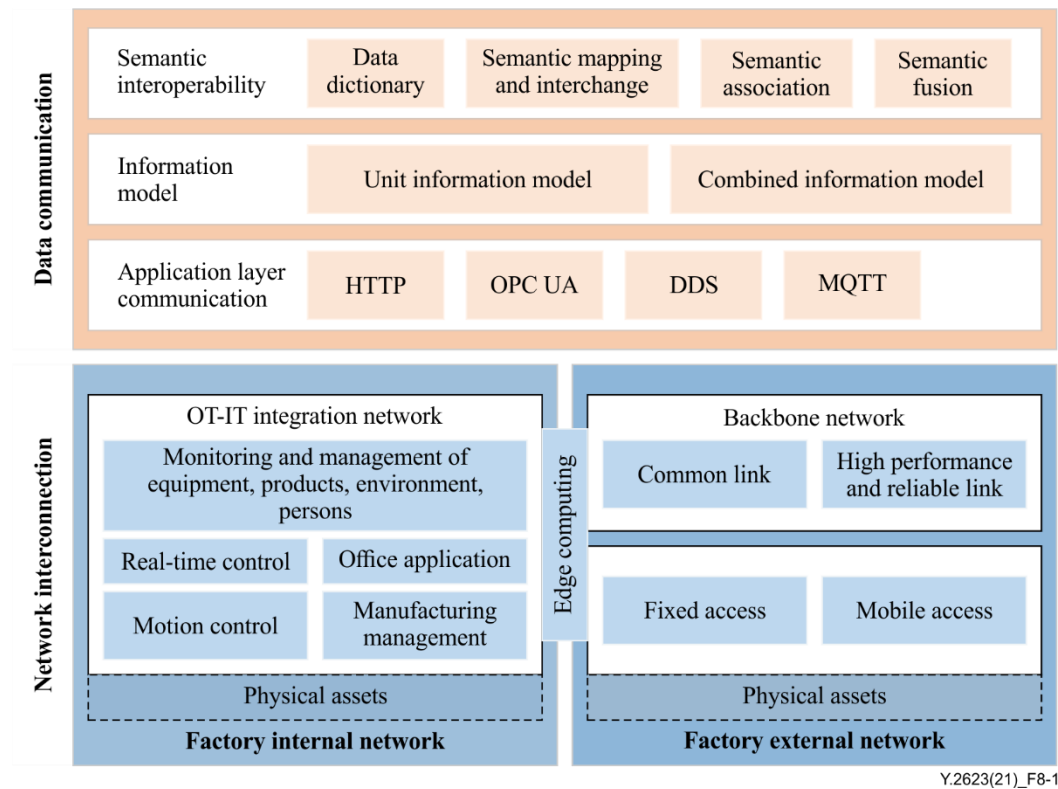 Data communication
Semantic
interoperability
Data
dictionary
Semantic mapping
and interchange
Semantic
association
Semantic
fusion
Information
model
Unit information model
Combined information model
Application layer
communication
HTTP
OPC UA
DDS
MQTT
Network interconnection
OT-IT integration network
Monitoring and management of
equipment, products, environment,
persons
Real-time control
Office application
Motion control
Manufacturing
management
Physical assets
Factory internal network
Edge computing
Backbone network
Common link
High performance
and reliable link
Fixed access
Mobile access
Physical assets
Factory external network
Y.2623(21)_F8-1